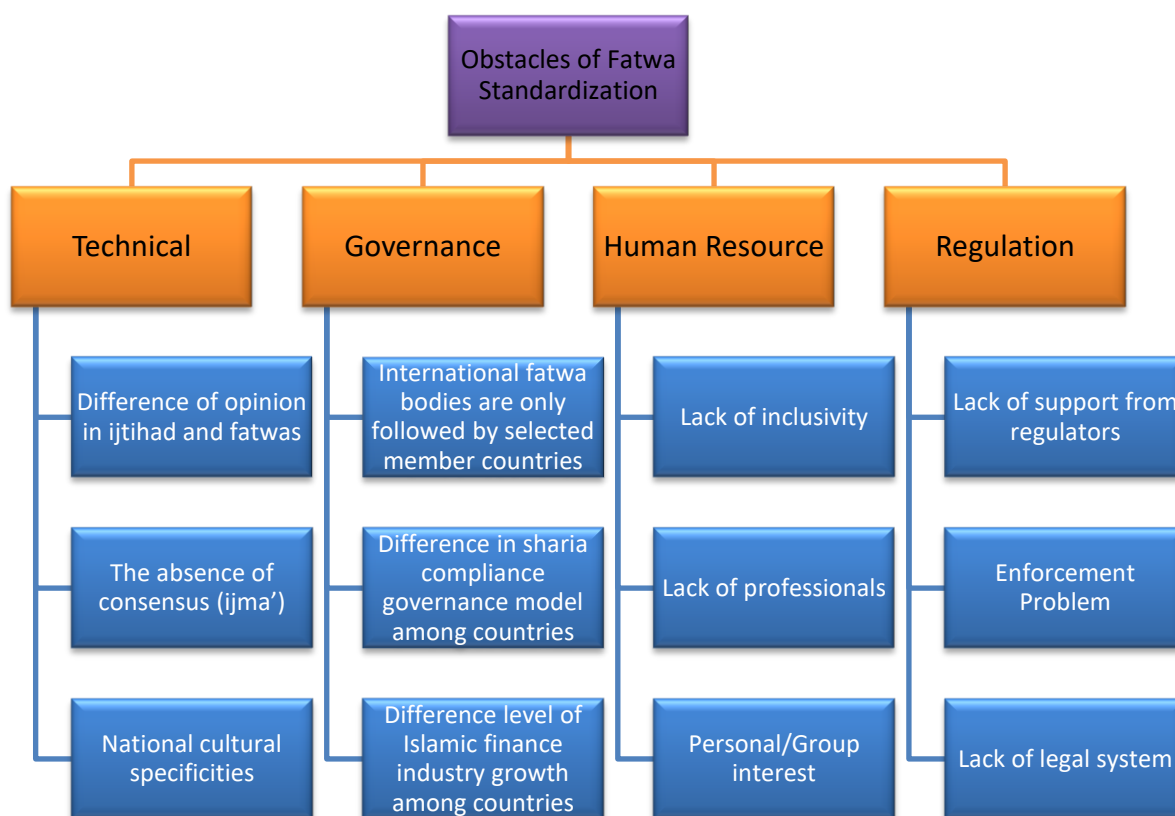 Obstacles of Fatwa
Standardization
Technical
Governance
Human Resource
Regulation
Difference of opinion
in ijtihad and fatwas
The absence of
consensus (ijma’)
National cultural
specificities
International fatwa
bodies are only
followed by selected
member countries
Difference in sharia
compliance
governance model
among countries
Difference level of
Islamic finance
industry growth
among countries
Lack of inclusivity
Lack of professionals
Personal/Group
interest
Lack of support from
regulators
Enforcement
Problem
Lack of legal system